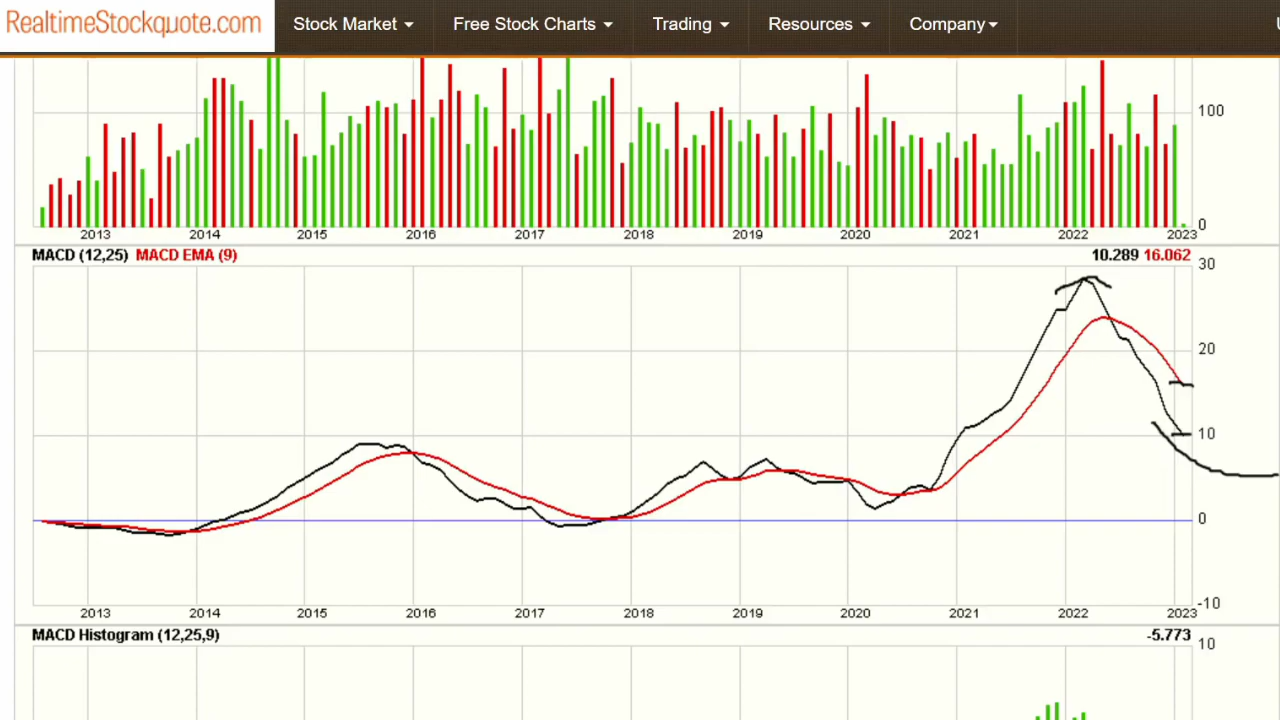 RealtimeStockquote.com Stock Market Free Stock Charts Trading Resources Company
100
0
2013 2014 2015 2016 2017 2018 2019 2020 2021 2022 2023
MACD (12,25) MACD EMA (9) 10.289 16.062
30
20
10
0
-10
2013 2014 2015 2016 2017 2018 2019 2020 2021 2022 2023
MACD Histogram (12,25,9) -5.773
10